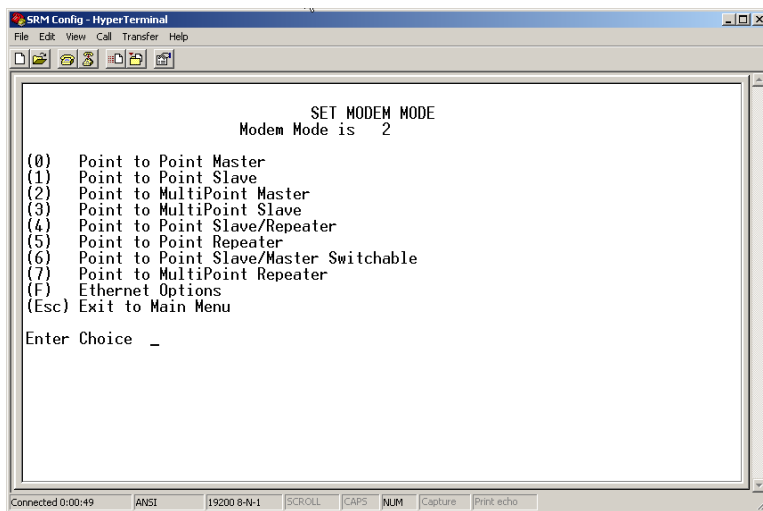 SRM Config - HyperTerminal
File Edit View Call Transfer Help
SET MODEM MODE
Modem Mode is 2
(0) Point to Point Master
(1) Point to Point Slave
(2) Point to MultiPoint Master
(3) Point to MultiPoint Slave
(4) Point to Point Slave/Repeater
(5) Point to Point Repeater
(6) Point to Point Slave/Master Switchable
(7) Point to MultiPoint Repeater
(F) Ethernet Options
(Esc) Exit to Main Menu
Enter Choice _
Connected 0:00:49 ANSI 19200 8-N-1 SCROLL CAPS NUM Capture Print echo